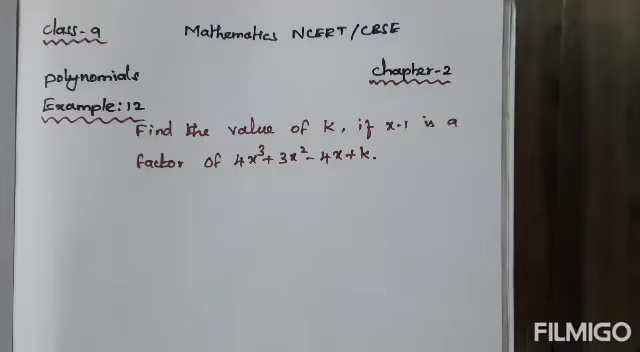 class-9 Mathematics NCERT/CBSE
polynomials chapter-2
Example:12
Find the value of k, if x-1 is a
factor of 4x³+3x²-4x+k.
FILMIGO